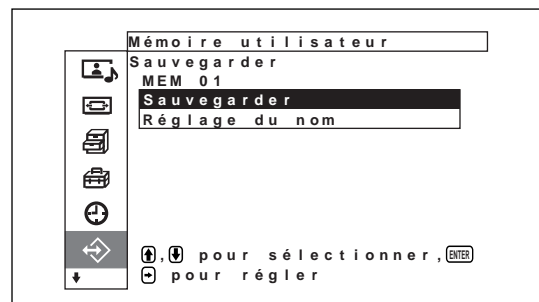 Mémoire utilisateur
Sauvegarder
MEM 01
Sauvegarder
Réglage du nom
, pour sélectionner, ENTER
pour régler